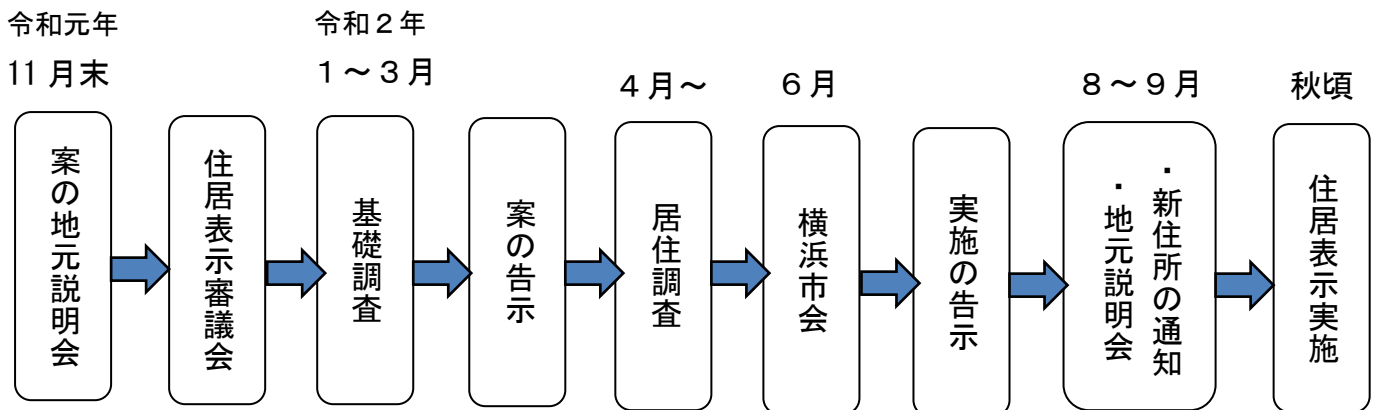 令和元年
令和２年
11月末
１～３月
４月～
６月
８～９月
秋頃
案の地元説明会
住居表示審議会
基礎調査
案の告示
居住調査
横浜市会
実施の告示
・新住所の通知
・地元説明会
住居表示実施